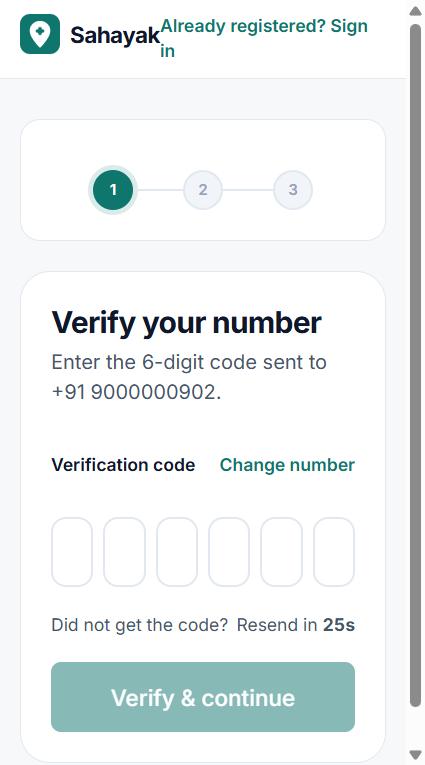 Sahayak
Already registered? Sign
in
1
2
3
Verify your number
Enter the 6-digit code sent to
+91 9000000902.
Verification code
Change number
Did not get the code? Resend in 25s
Verify & continue